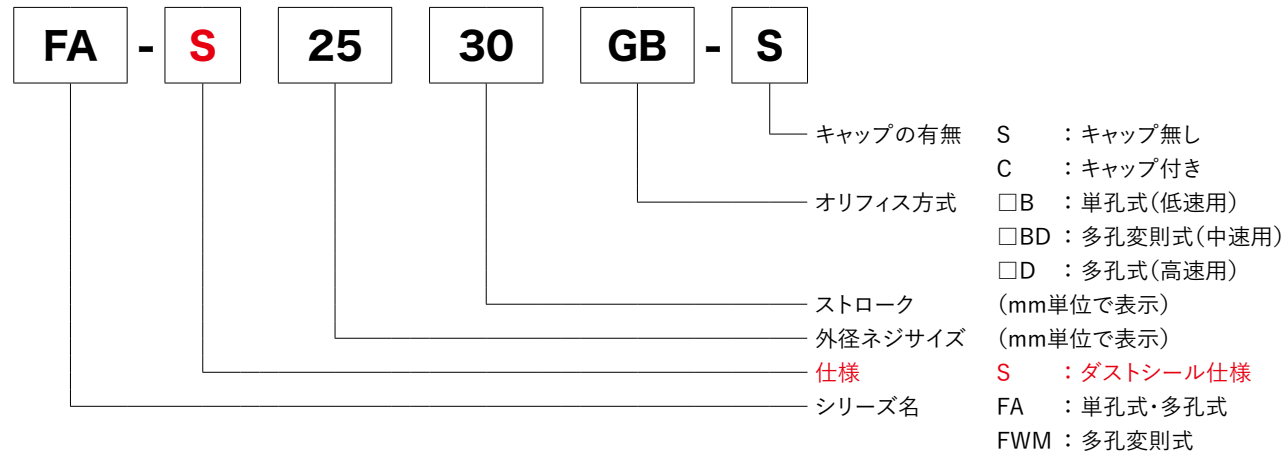 FA - S 25 30 GB - S
キャップの有無 S ：キャップ無し
C ：キャップ付き
オリフィス方式 □B ：単孔式(低速用)
□BD ：多孔変則式(中速用)
□D ：多孔式(高速用)
ストローク (mm単位で表示)
外径ネジサイズ (mm単位で表示)
仕様 S ：ダストシール仕様
シリーズ名 FA ：単孔式･多孔式
FWM ：多孔変則式